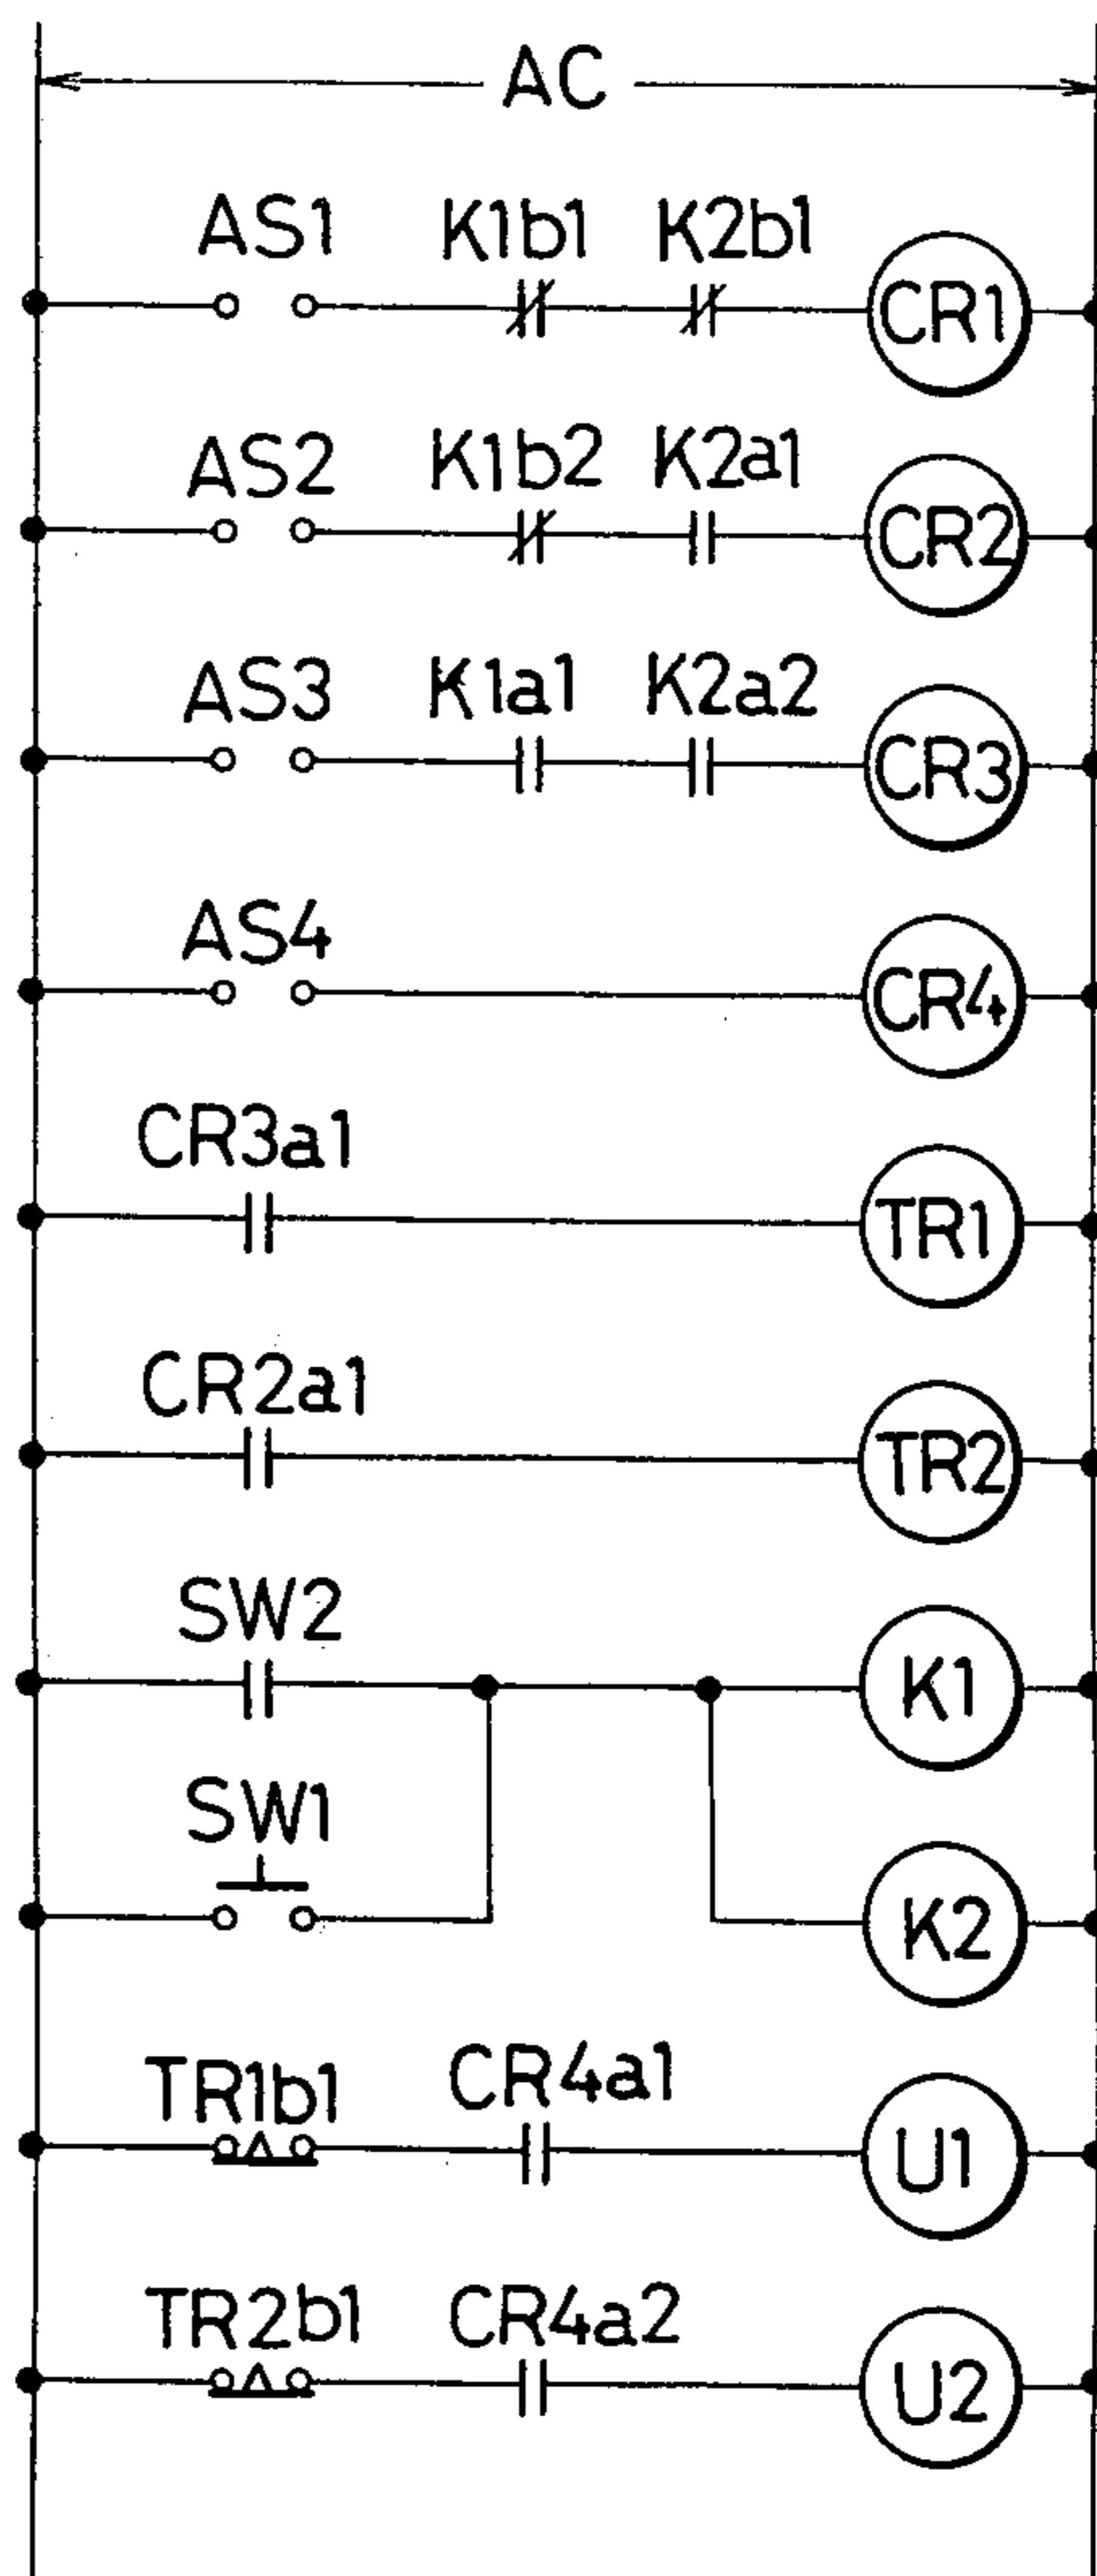 AC
AS1 K1b1 K2b1 CR1
AS2 K1b2 K2a1 CR2
AS3 K1a1 K2a2 CR3
AS4 CR4
CR3a1 TR1
CR2a1 TR2
SW2 K1
SW1 K2
TR1b1 CR4a1 U1
TR2b1 CR4a2 U2